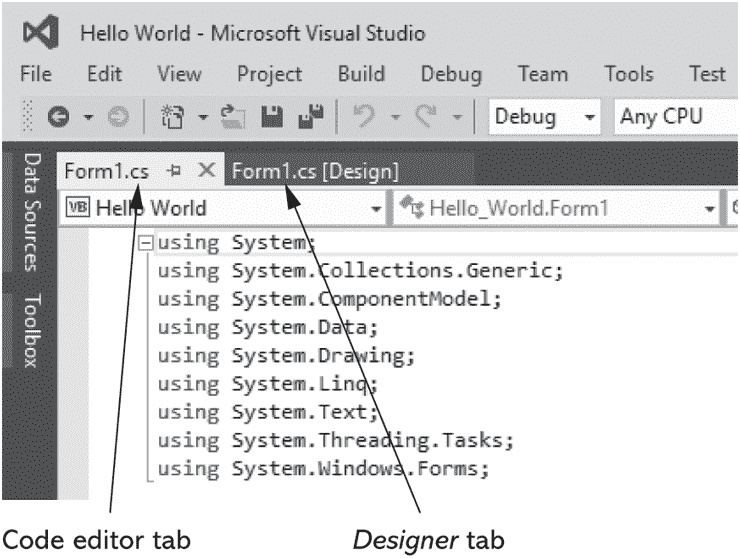 Hello World - Microsoft Visual Studio
File Edit View Project Build Debug Team Tools Test
Debug Any CPU
Form1.cs Form1.cs [Design]
VB Hello World Hello_World.Form1
Data Sources
Toolbox
using System;
using System.Collections.Generic;
using System.ComponentModel;
using System.Data;
using System.Drawing;
using System.Linq;
using System.Text;
using System.Threading.Tasks;
using System.Windows.Forms;
Code editor tab Designer tab